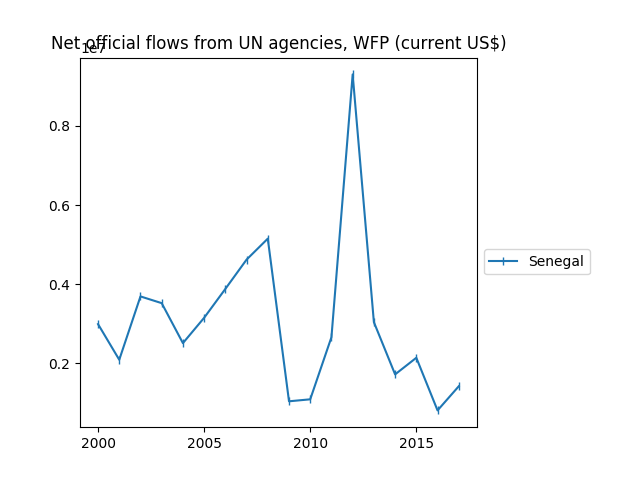 Net official flows from UN agencies, WFP (current US$)
1e7
0.8
0.6
0.4
0.2
2000 2005 2010 2015
Senegal